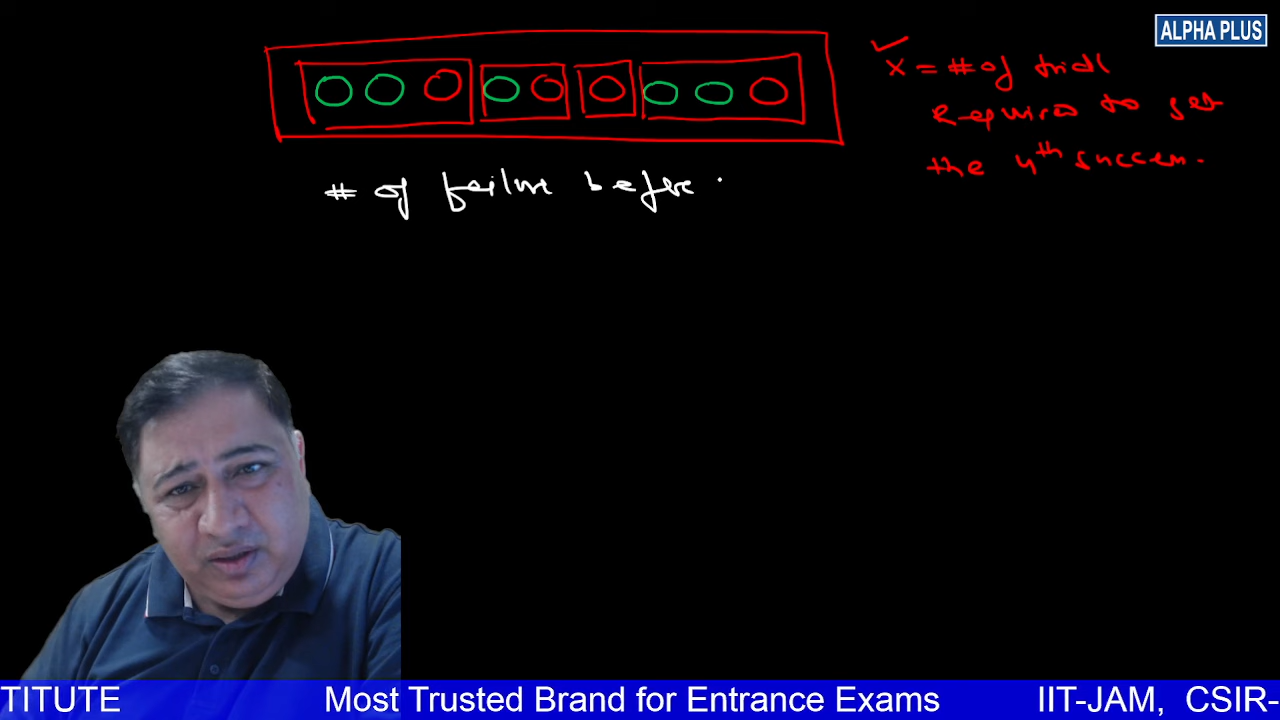 ALPHA PLUS
X = # of trial
required to get
the 4th success.
# of failure before
TITUTE Most Trusted Brand for Entrance Exams IIT-JAM, CSIR-